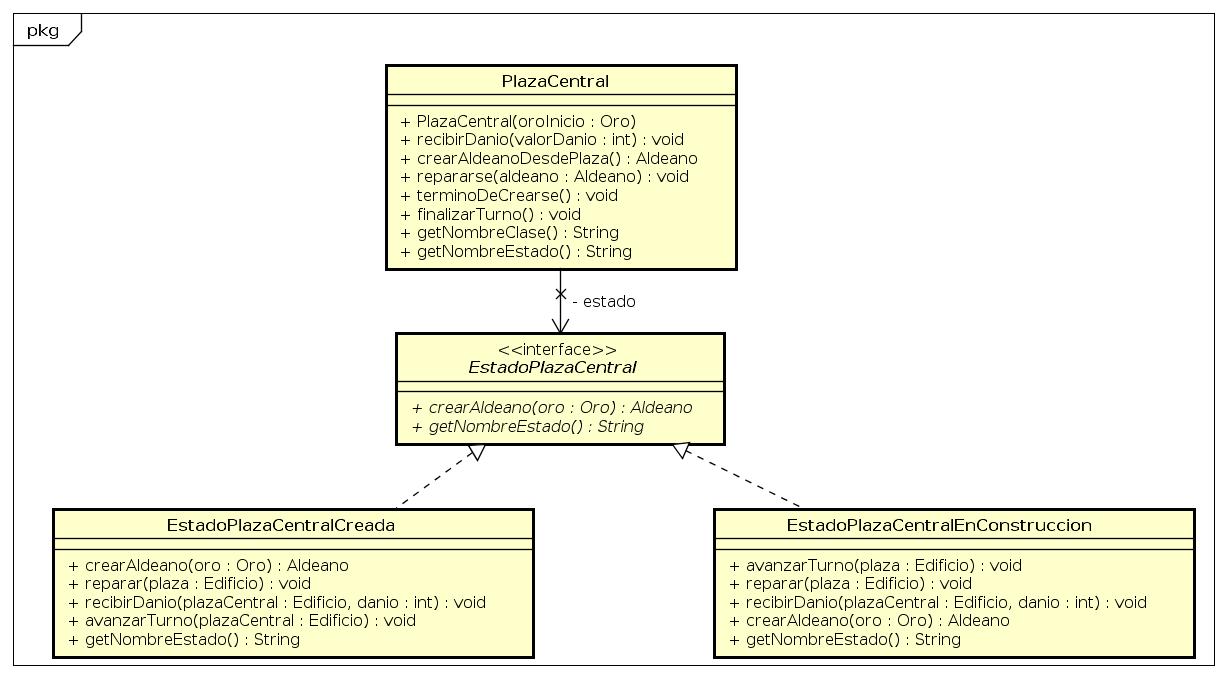 pkg
PlazaCentral
+ PlazaCentral(oroInicio : Oro)
+ recibirDanio(valorDanio : int) : void
+ crearAldeanoDesdePlaza() : Aldeano
+ repararse(aldeano : Aldeano) : void
+ terminoDeCrearse() : void
+ finalizarTurno() : void
+ getNombreClase() : String
+ getNombreEstado() : String
- estado
<<interface>>
EstadoPlazaCentral
+ crearAldeano(oro : Oro) : Aldeano
+ getNombreEstado() : String
EstadoPlazaCentralCreada
+ crearAldeano(oro : Oro) : Aldeano
+ reparar(plaza : Edificio) : void
+ recibirDanio(plazaCentral : Edificio, danio : int) : void
+ avanzarTurno(plazaCentral : Edificio) : void
+ getNombreEstado() : String
EstadoPlazaCentralEnConstruccion
+ avanzarTurno(plaza : Edificio) : void
+ reparar(plaza : Edificio) : void
+ recibirDanio(plazaCentral : Edificio, danio : int) : void
+ crearAldeano(oro : Oro) : Aldeano
+ getNombreEstado() : String